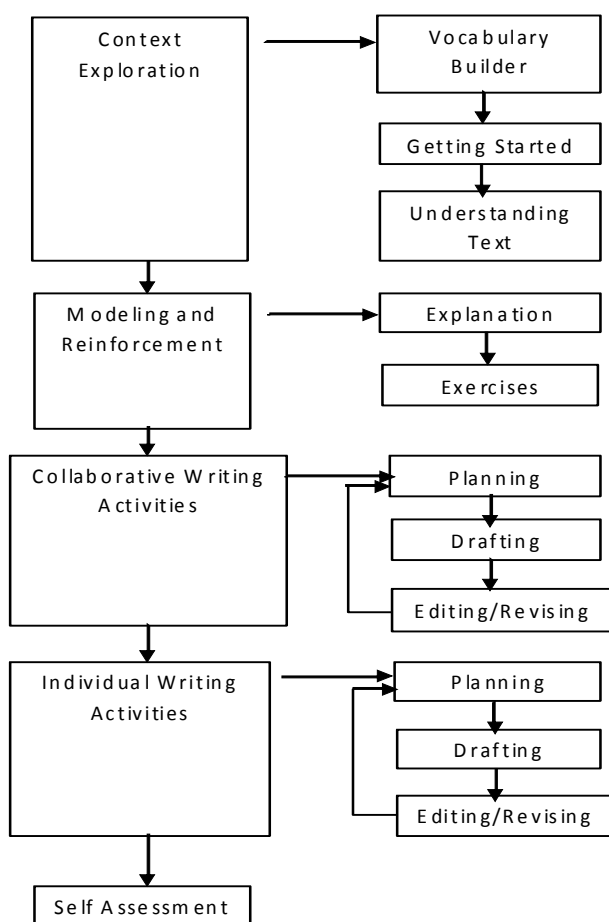 Context
Exploration
Vocabulary
Builder
Getting Started
Understanding
Text
Modeling and
Reinforcement
Explanation
Exercises
Collaborative Writing
Activities
Planning
Drafting
Editing/Revising
Individual Writing
Activities
Planning
Drafting
Editing/Revising
Self Assessment